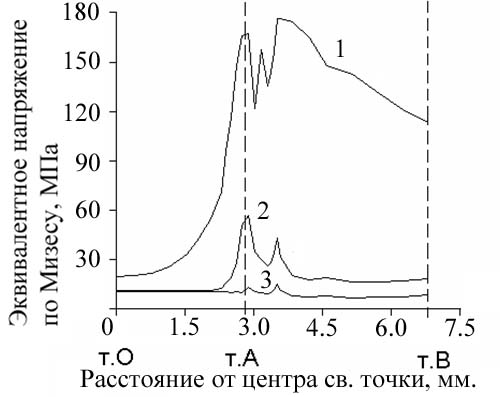 Эквивалентное напряжение
по Мизесу, МПа
180
150
120
90
60
30
1
2
3
0 1.5 3.0 4.5 6.0 7.5
т.О т.А т.В
Расстояние от центра св. точки, мм.